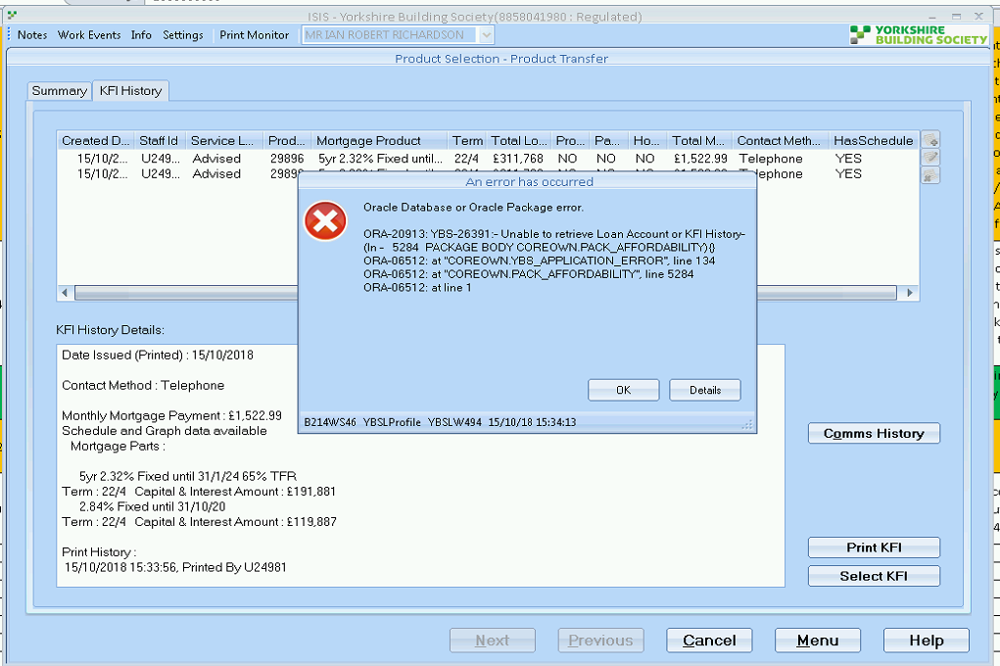 ISIS - Yorkshire Building Society(8858041980 : Regulated)
Notes Work Events Info Settings Print Monitor MR IAN ROBERT RICHARDSON
YORKSHIRE
BUILDING SOCIETY
Product Selection - Product Transfer
Summary KFI History
Created D... Staff Id Service L... Prod... Mortgage Product Term Total Lo... Pro... Pa... Ho... Total M... Contact Meth... HasSchedule
15/10/2... U249... Advised 29896 5yr 2.32% Fixed until... 22/4 £311,768 NO NO NO £1,522.99 Telephone YES
15/10/2... U249... Advised YES
An error has occurred
Oracle Database or Oracle Package error.
ORA-20913: YBS-26391:- Unable to retrieve Loan Account or KFI History-
(In - 5284 PACKAGE BODY COREOWN.PACK_AFFORDABILITY) {}
ORA-06512: at "COREOWN.YBS_APPLICATION_ERROR", line 134
ORA-06512: at "COREOWN.PACK_AFFORDABILITY", line 5284
ORA-06512: at line 1
OK Details
B214WS46 YBSLProfile YBSLW494 15/10/18 15:34:13
KFI History Details:
Date Issued (Printed) : 15/10/2018
Contact Method : Telephone
Monthly Mortgage Payment : £1,522.99
Schedule and Graph data available
Mortgage Parts :
5yr 2.32% Fixed until 31/1/24 65% TFR
Term : 22/4 Capital & Interest Amount : £191,881
2.84% Fixed until 31/10/20
Term : 22/4 Capital & Interest Amount : £119,887
Print History :
15/10/2018 15:33:56, Printed By U24981
Comms History
Print KFI
Select KFI
Next Previous Cancel Menu Help